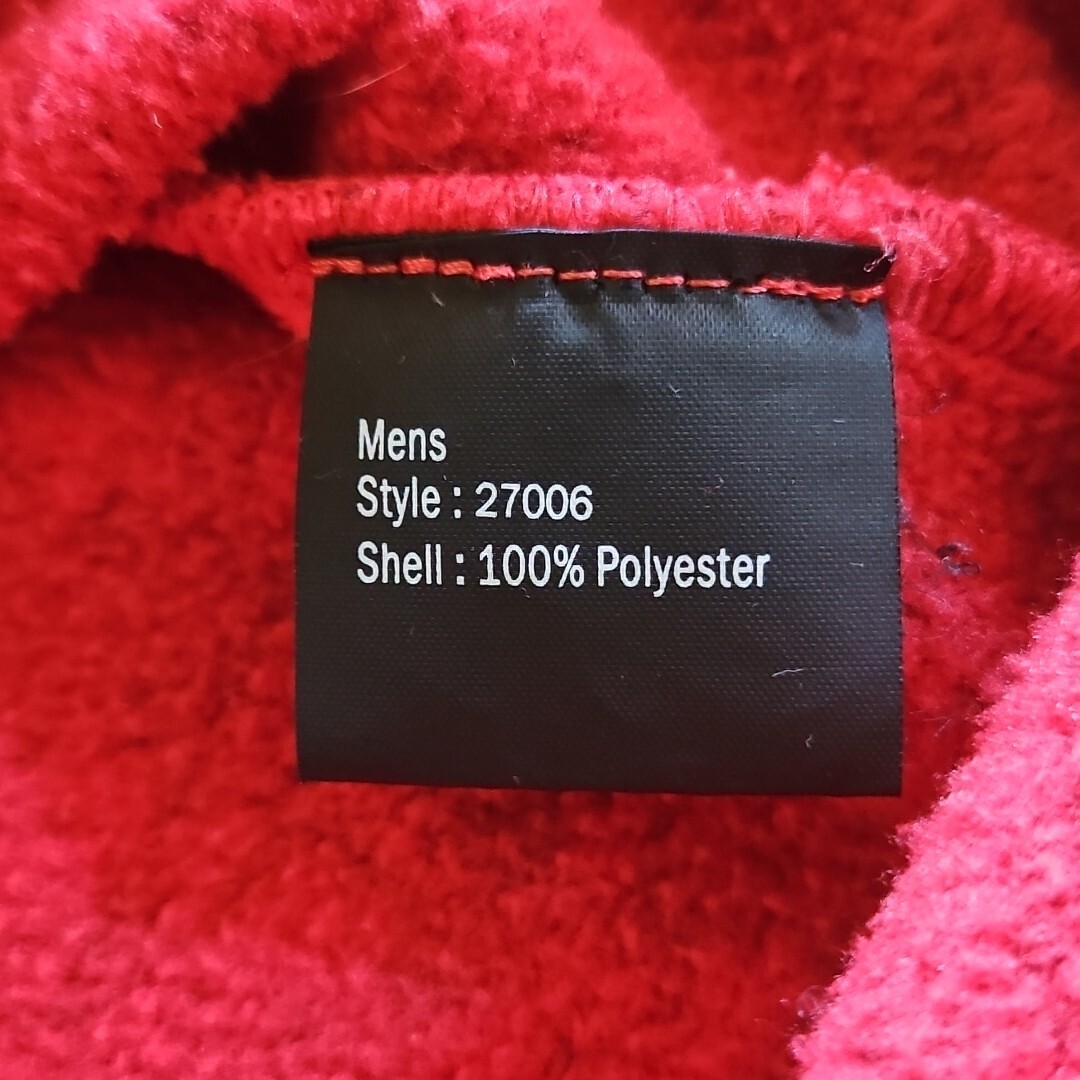 Mens
Style : 27006
Shell : 100% Polyester